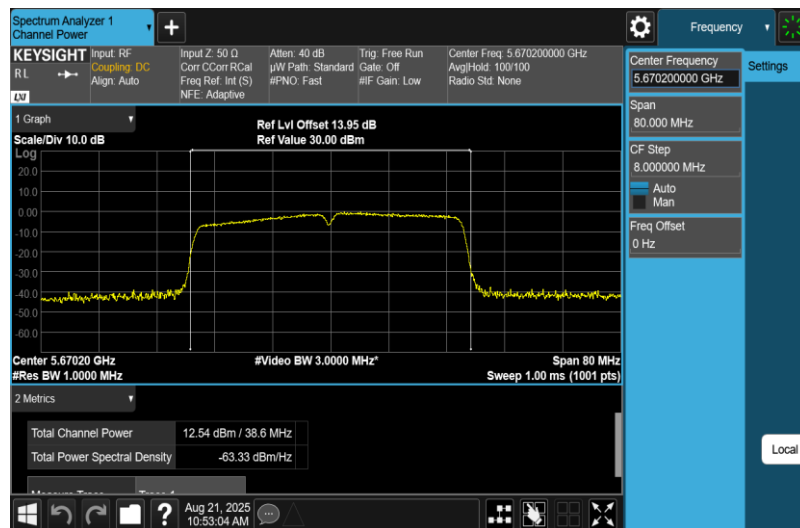 Spectrum Analyzer 1
Channel Power
+
Frequency
KEYSIGHT
RL
LXI
Input: RF
Coupling: DC
Align: Auto
Input Z: 50 Ω
Corr CCorr RCal
Freq Ref: Int (S)
NFE: Adaptive
Atten: 40 dB
µW Path: Standard
#PNO: Fast
Trig: Free Run
Gate: Off
#IF Gain: Low
Center Freq: 5.670200000 GHz
Avg|Hold: 100/100
Radio Std: None
Center Frequency
5.670200000 GHz
Settings
Span
80.000 MHz
CF Step
8.000000 MHz
Auto
Man
Freq Offset
0 Hz
1 Graph
Scale/Div 10.0 dB
Ref Lvl Offset 13.95 dB
Ref Value 30.00 dBm
Log
20.0
10.0
0.00
-10.0
-20.0
-30.0
-40.0
-50.0
-60.0
Center 5.67020 GHz
#Video BW 3.0000 MHz*
Span 80 MHz
#Res BW 1.0000 MHz
Sweep 1.00 ms (1001 pts)
2 Metrics
Total Channel Power 12.54 dBm / 38.6 MHz
Total Power Spectral Density -63.33 dBm/Hz
Local
?
Aug 21, 2025
10:53:04 AM